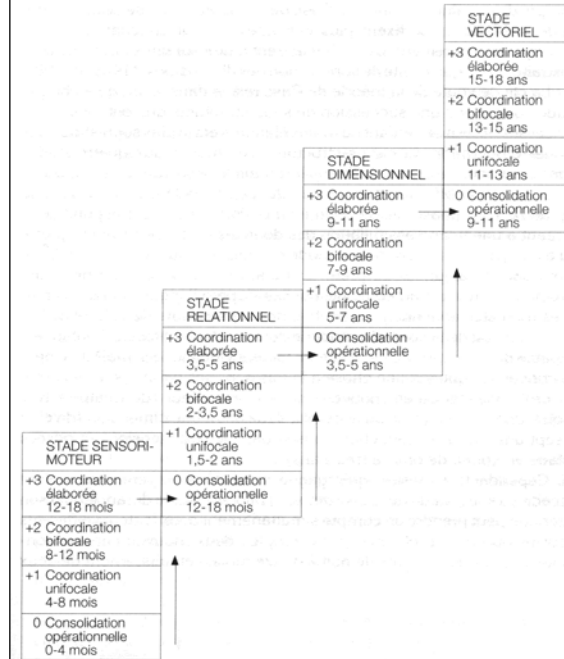 STADE
VECTORIEL
+3 Coordination
élaborée
15-18 ans
+2 Coordination
bifocale
13-15 ans
+1 Coordination
unifocale
11-13 ans
0 Consolidation
opérationnelle
9-11 ans
STADE
DIMENSIONNEL
+3 Coordination
élaborée
9-11 ans
+2 Coordination
bifocale
7-9 ans
+1 Coordination
unifocale
5-7 ans
0 Consolidation
opérationnelle
3,5-5 ans
STADE
RELATIONNEL
+3 Coordination
élaborée
3,5-5 ans
+2 Coordination
bifocale
2-3,5 ans
+1 Coordination
unifocale
1,5-2 ans
0 Consolidation
opérationnelle
12-18 mois
STADE SENSORI-
MOTEUR
+3 Coordination
élaborée
12-18 mois
+2 Coordination
bifocale
8-12 mois
+1 Coordination
unifocale
4-8 mois
0 Consolidation
opérationnelle
0-4 mois